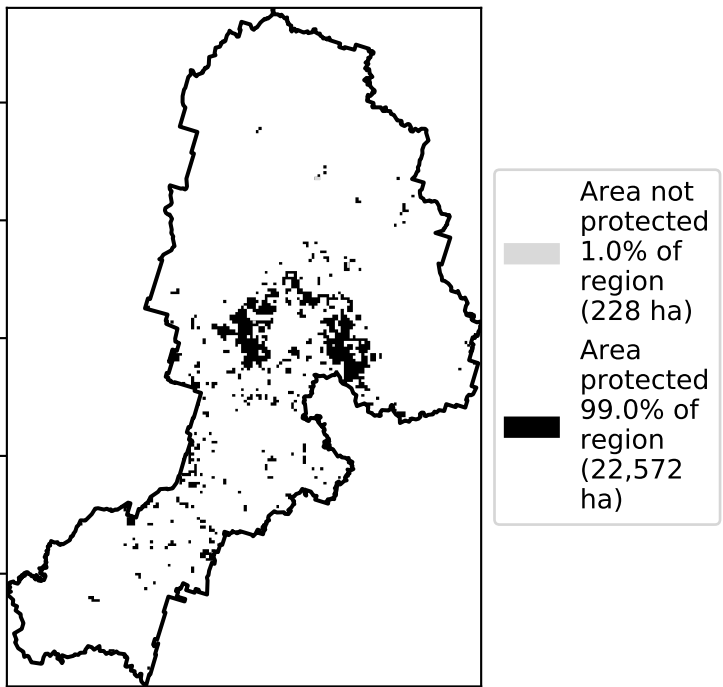 Area not
protected
1.0% of
region
(228 ha)
Area
protected
99.0% of
region
(22,572
ha)